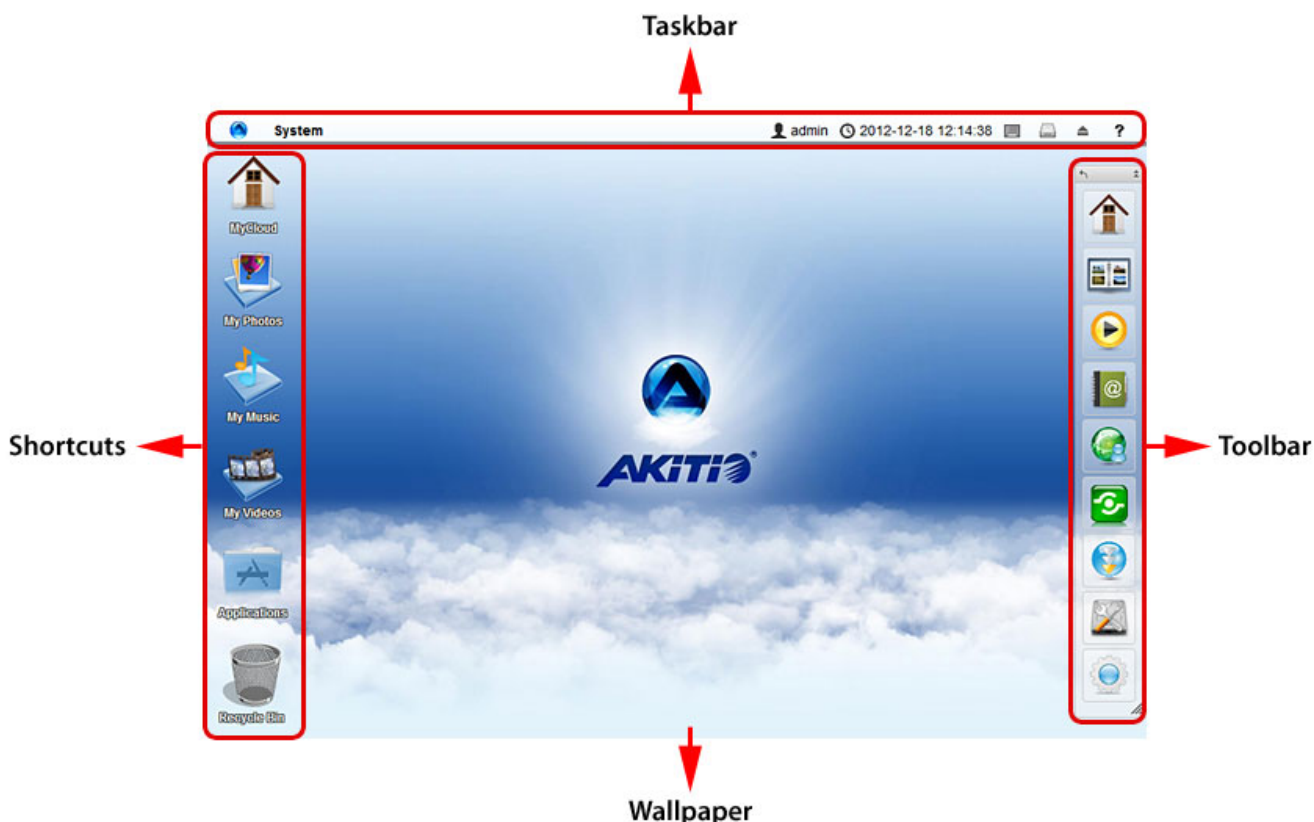 Taskbar
System
admin 2012-12-18 12:14:38 ?
MyCloud
My Photos
My Music
My Videos
Applications
Recycle Bin
Shortcuts
Toolbar
AKiTiO®
Wallpaper